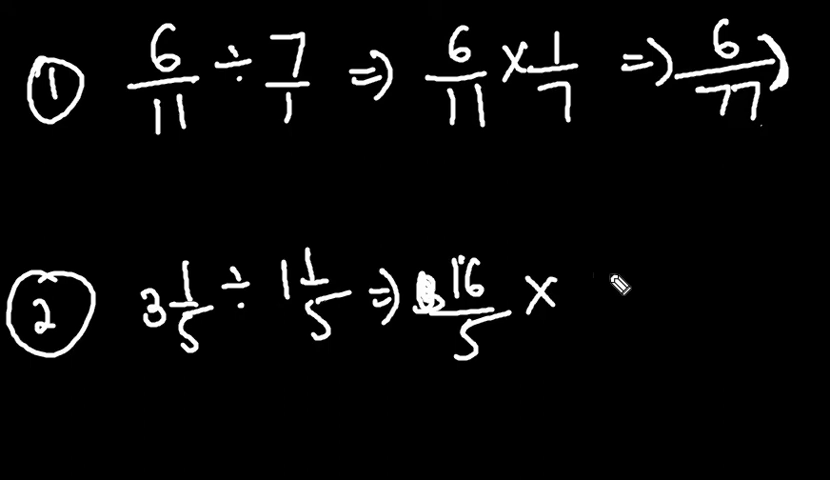 ① 6/11 ÷ 7/1 ⇒ 6/11 × 1/7 ⇒ 6/77
② 3 1/5 ÷ 1 1/5 ⇒ 16/5 ×